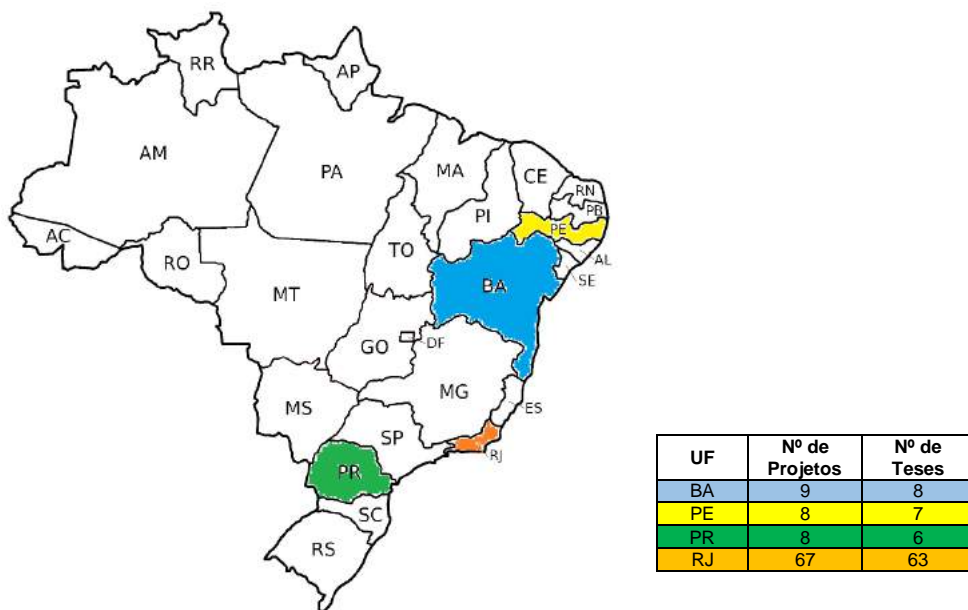 RR
AP
AM
PA
MA
CE
RN
PB
PI
PE
AC
TO
AL
RO
SE
BA
MT
DF
GO
MG
ES
MS
SP
RJ
PR
SC
RS
UF Nº de Projetos Nº de Teses
BA 9 8
PE 8 7
PR 8 6
RJ 67 63